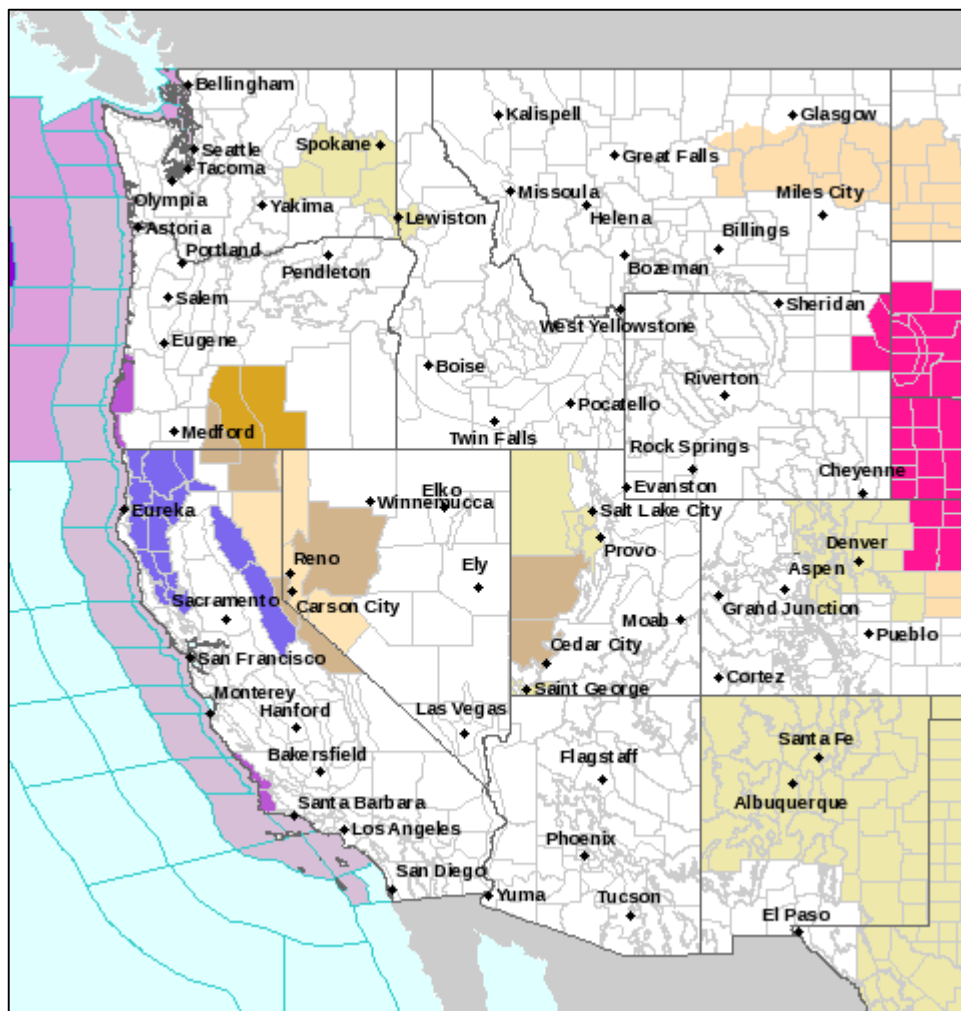 Bellingham
Kalispell
Glasgow
Spokane
Seattle
Great Falls
Tacoma
Missoula
Miles City
Olympia
Yakima
Lewiston
Helena
Astoria
Billings
Portland
Pendleton
Bozeman
Salem
Sheridan
West Yellowstone
Eugene
Boise
Riverton
Pocatello
Medford
Twin Falls
Rock Springs
Cheyenne
Elko
Evanston
Winnemucca
Eureka
Salt Lake City
Denver
Provo
Reno
Ely
Aspen
Sacramento
Carson City
Grand Junction
Moab
Pueblo
San Francisco
Cedar City
Cortez
Saint George
Monterey
Hanford
Las Vegas
Santa Fe
Bakersfield
Flagstaff
Albuquerque
Santa Barbara
Los Angeles
Phoenix
San Diego
Yuma
Tucson
El Paso